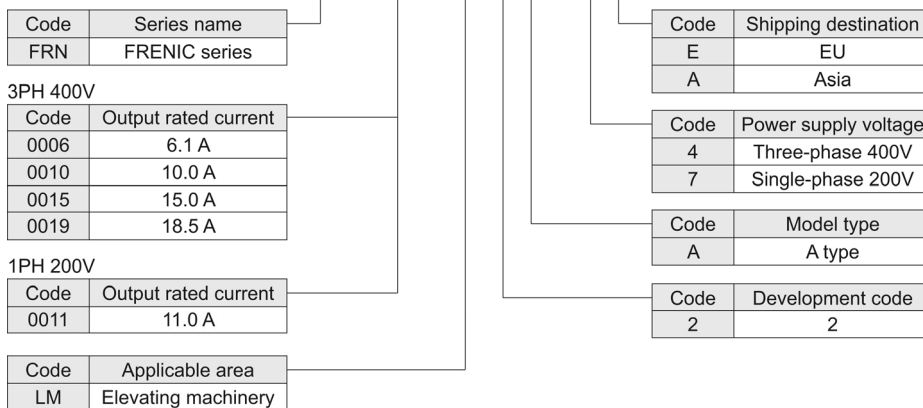 Code Series name
FRN FRENIC series
3PH 400V
Code Output rated current
0006 6.1 A
0010 10.0 A
0015 15.0 A
0019 18.5 A
1PH 200V
Code Output rated current
0011 11.0 A
Code Applicable area
LM Elevating machinery
Code Shipping destination
E EU
A Asia
Code Power supply voltage
4 Three-phase 400V
7 Single-phase 200V
Code Model type
A A type
Code Development code
2 2